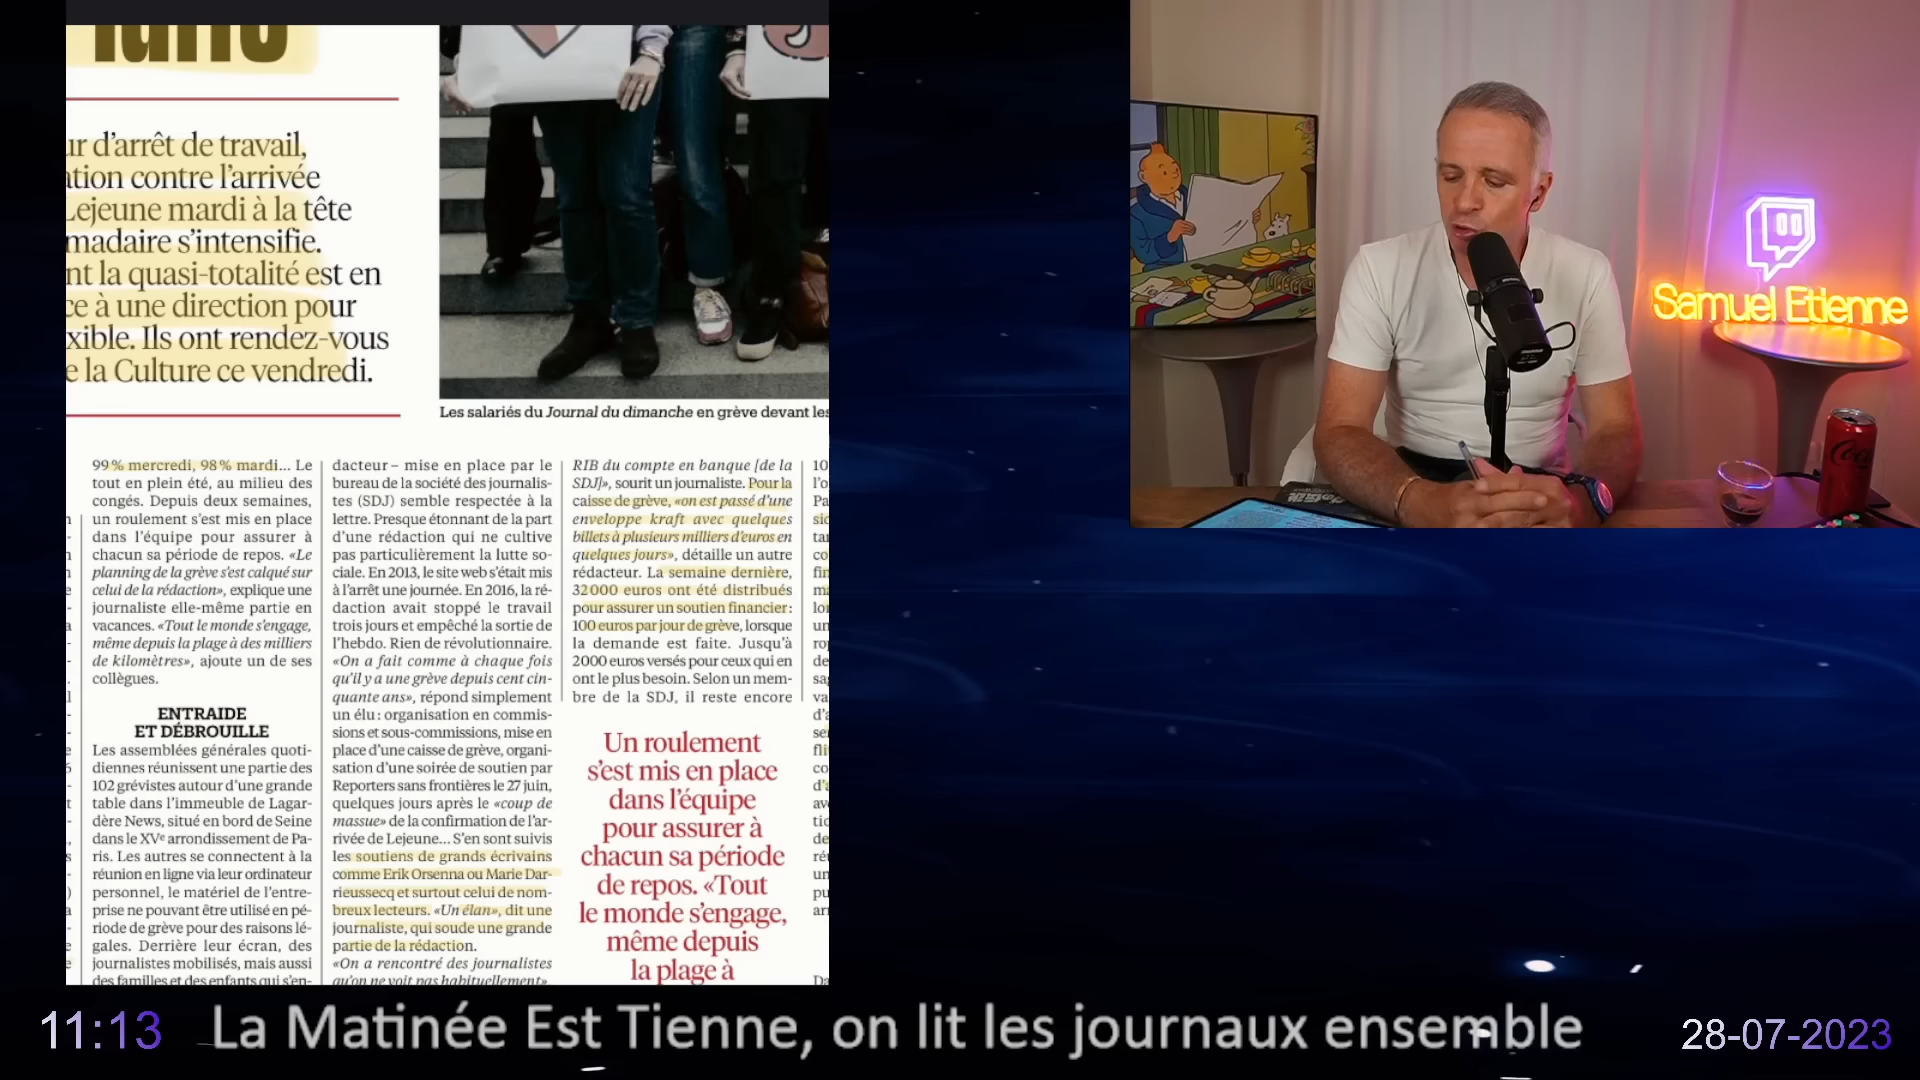 ur d'arrêt de travail,
ation contre l'arrivée
Lejeune mardi à la tête
madaire s'intensifie.
nt la quasi-totalité est en
ce à une direction pour
xible. Ils ont rendez-vous
e la Culture ce vendredi.
Les salariés du Journal du dimanche en grève devant les
99 % mercredi, 98 % mardi... Le
tout en plein été, au milieu des
congés. Depuis deux semaines,
un roulement s'est mis en place
dans l'équipe pour assurer à
chacun sa période de repos. «Le
planning de la grève s'est calqué sur
celui de la rédaction», explique une
journaliste elle-même partie en
vacances. «Tout le monde s'engage,
même depuis la plage à des milliers
de kilomètres», ajoute un de ses
collègues.
ENTRAIDE
ET DÉBROUILLE
Les assemblées générales quoti-
diennes réunissent une partie des
102 grévistes autour d'une grande
table dans l'immeuble de Lagar-
dère News, situé en bord de Seine
dans le XVe arrondissement de Pa-
ris. Les autres se connectent à la
réunion en ligne via leur ordinateur
personnel, le matériel de l'entre-
prise ne pouvant être utilisé en pé-
riode de grève pour des raisons lé-
gales. Derrière leur écran, des
journalistes mobilisés, mais aussi
des familles et des enfants qui s'en-
dacteur – mise en place par le
bureau de la société des journalis-
tes (SDJ) semble respectée à la
lettre. Presque étonnant de la part
d'une rédaction qui ne cultive
pas particulièrement la lutte so-
ciale. En 2013, le site web s'était mis
à l'arrêt une journée. En 2016, la ré-
daction avait stoppé le travail
trois jours et empêché la sortie de
l'hebdo. Rien de révolutionnaire.
«On a fait comme à chaque fois
qu'il y a une grève depuis cent cin-
quante ans», répond simplement
un élu : organisation en commis-
sions et sous-commissions, mise en
place d'une caisse de grève, organi-
sation d'une soirée de soutien par
Reporters sans frontières le 27 juin,
quelques jours après le «coup de
massue» de la confirmation de l'ar-
rivée de Lejeune... S'en sont suivis
les soutiens de grands écrivains
comme Erik Orsenna ou Marie Dar-
rieussecq et surtout celui de nom-
breux lecteurs. «Un élan», dit une
journaliste, qui soude une grande
partie de la rédaction.
«On a rencontré des journalistes
qu'on ne voit pas habituellement»
RIB du compte en banque [de la
SDJ]», sourit un journaliste. Pour la
caisse de grève, «on est passé d'une
enveloppe kraft avec quelques
billets à plusieurs milliers d'euros en
quelques jours», détaille un autre
rédacteur. La semaine dernière,
32 000 euros ont été distribués
pour assurer un soutien financier :
100 euros par jour de grève, lorsque
la demande est faite. Jusqu'à
2000 euros versés pour ceux qui en
ont le plus besoin. Selon un mem-
bre de la SDJ, il reste encore
Un roulement
s'est mis en place
dans l'équipe
pour assurer à
chacun sa période
de repos. «Tout
le monde s'engage,
même depuis
la plage à
Samuel Etienne
11:13
La Matinée Est Tienne, on lit les journaux ensemble
28-07-2023